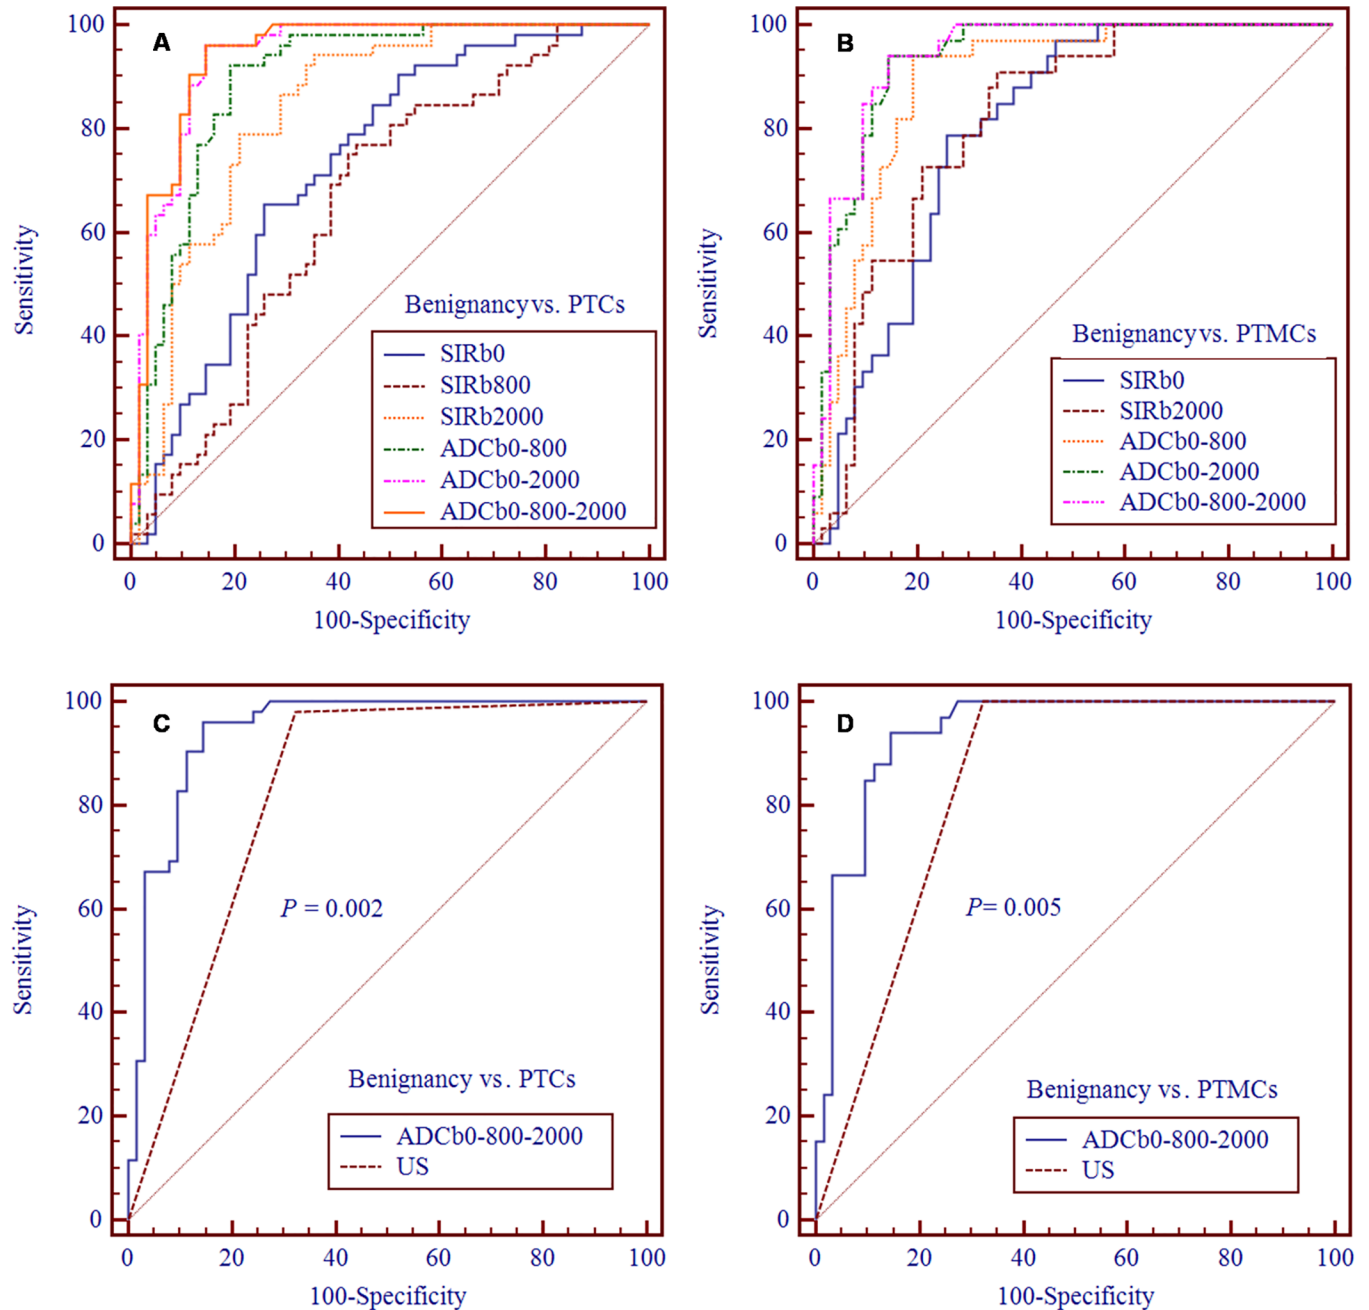 A
100
80
60
40
20
0
Sensitivity
Benignancy vs. PTCs
SIRb0
SIRb800
SIRb2000
ADCb0-800
ADCb0-2000
ADCb0-800-2000
0 20 40 60 80 100
100-Specificity
B
100
80
60
40
20
0
Sensitivity
Benignancy vs. PTMCs
SIRb0
SIRb2000
ADCb0-800
ADCb0-2000
ADCb0-800-2000
0 20 40 60 80 100
100-Specificity
C
100
80
60
40
20
0
Sensitivity
P = 0.002
Benignancy vs. PTCs
ADCb0-800-2000
US
0 20 40 60 80 100
100-Specificity
D
100
80
60
40
20
0
Sensitivity
P= 0.005
Benignancy vs. PTMCs
ADCb0-800-2000
US
0 20 40 60 80 100
100-Specificity